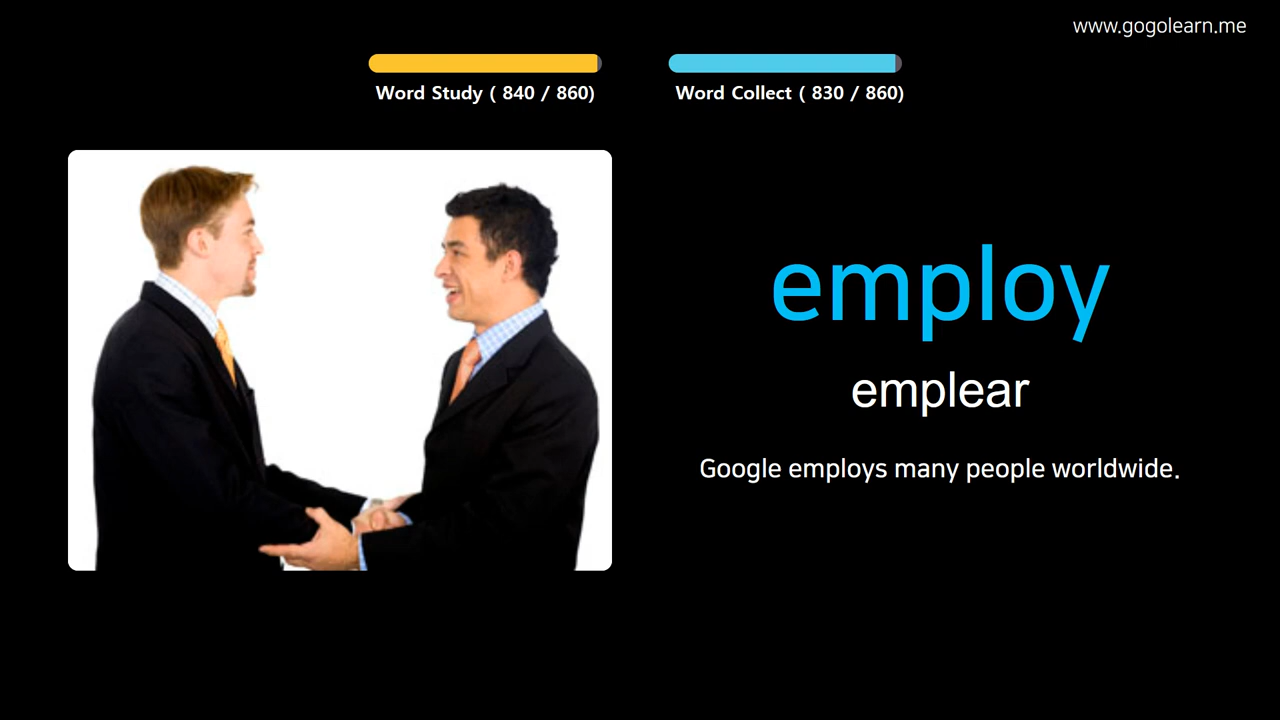 www.gogolearn.me
Word Study ( 840 / 860)
Word Collect ( 830 / 860)
employ
emplear
Google employs many people worldwide.